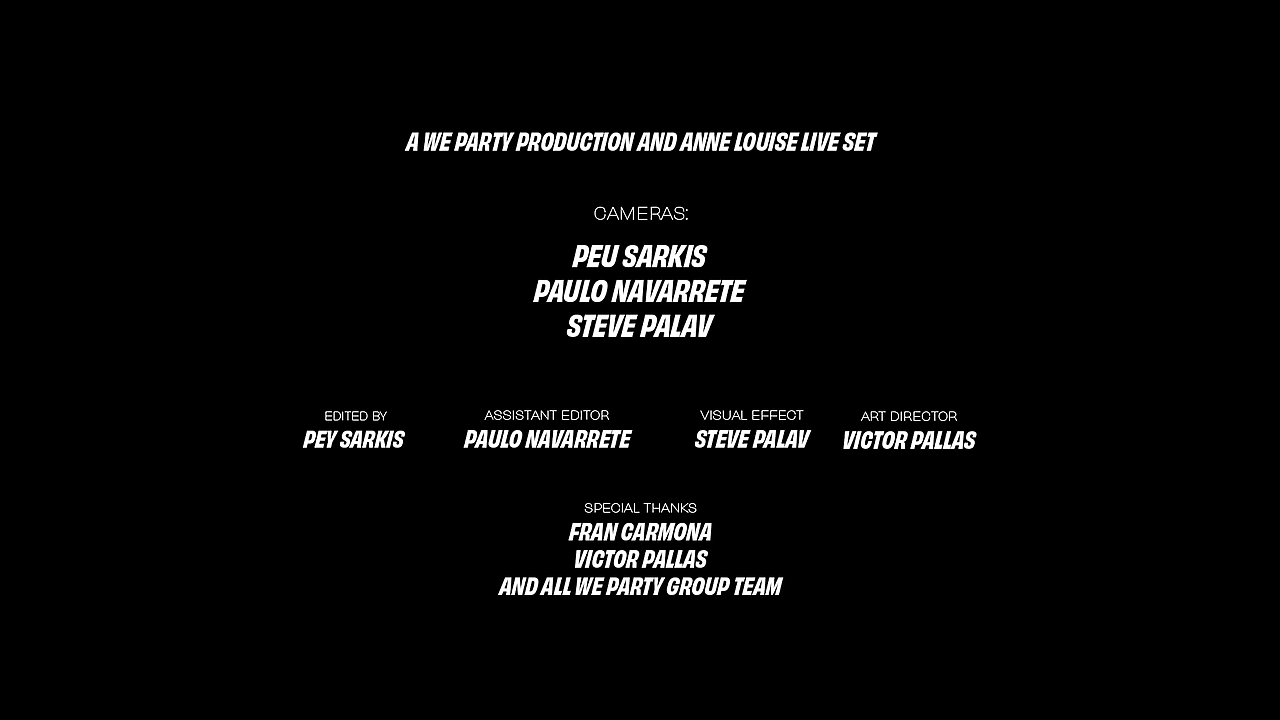 A WE PARTY PRODUCTION AND ANNE LOUISE LIVE SET
CAMERAS:
PEU SARKIS
PAULO NAVARRETE
STEVE PALAV
EDITED BY
PEY SARKIS
ASSISTANT EDITOR
PAULO NAVARRETE
VISUAL EFFECT
STEVE PALAV
ART DIRECTOR
VICTOR PALLAS
SPECIAL THANKS
FRAN CARMONA
VICTOR PALLAS
AND ALL WE PARTY GROUP TEAM